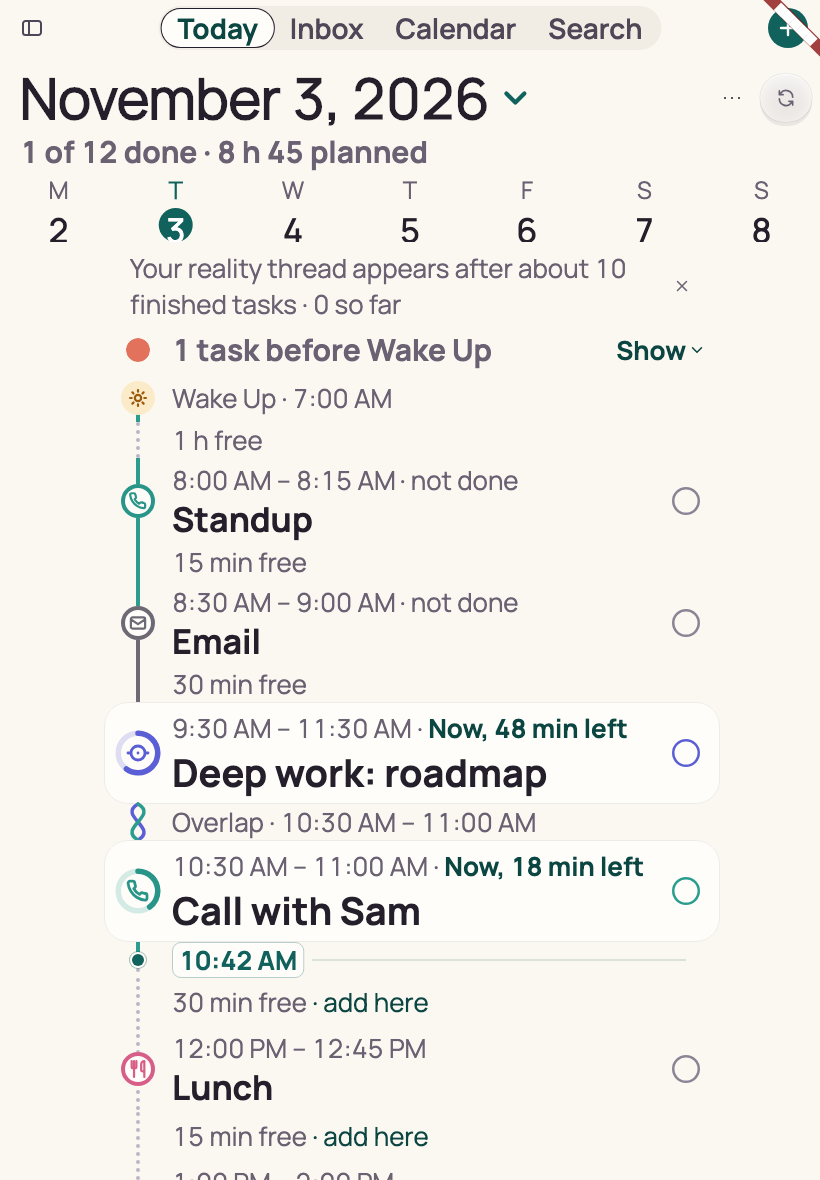 Today Inbox Calendar Search
November 3, 2026
1 of 12 done · 8 h 45 planned
M T W T F S S
2 3 4 5 6 7 8
Your reality thread appears after about 10
finished tasks · 0 so far
1 task before Wake Up Show
Wake Up · 7:00 AM
1 h free
8:00 AM – 8:15 AM · not done
Standup
15 min free
8:30 AM – 9:00 AM · not done
Email
30 min free
9:30 AM – 11:30 AM · Now, 48 min left
Deep work: roadmap
Overlap · 10:30 AM – 11:00 AM
10:30 AM – 11:00 AM · Now, 18 min left
Call with Sam
10:42 AM
30 min free · add here
12:00 PM – 12:45 PM
Lunch
15 min free · add here